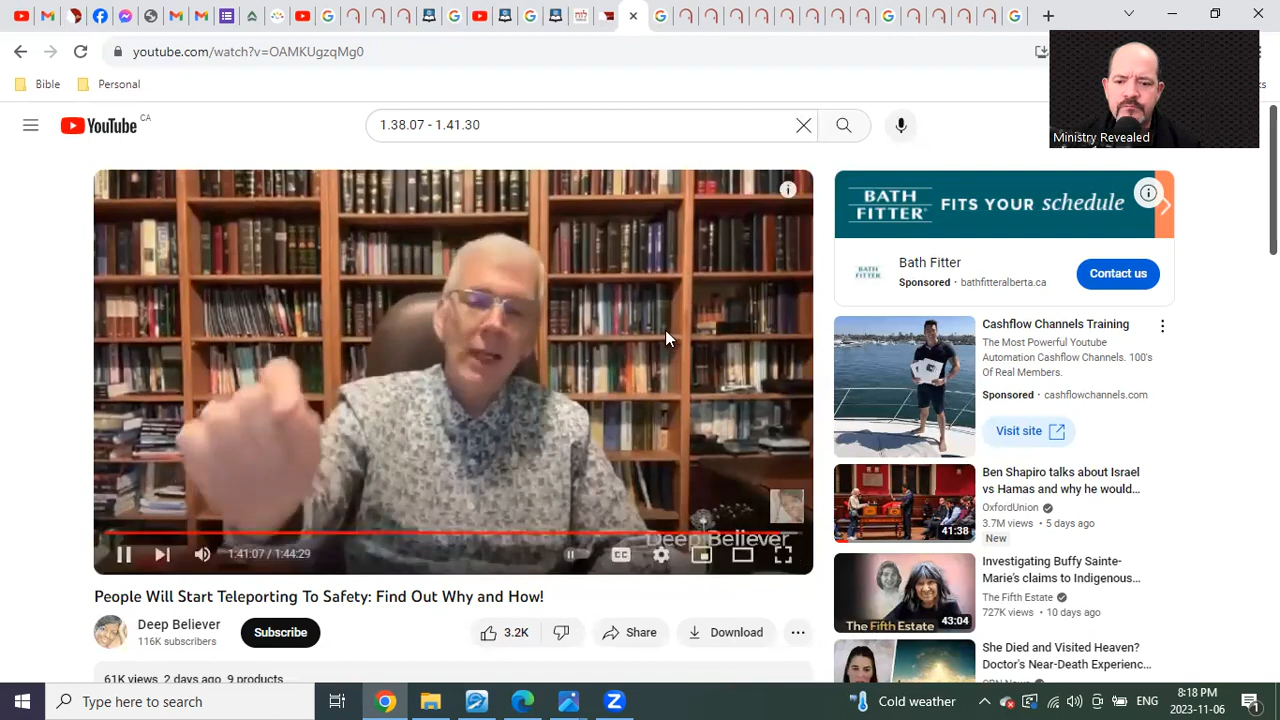 youtube.com/watch?v=OAMKUgzqMg0
Bible
Personal
YouTube CA
1.38.07 - 1.41.30
Ministry Revealed
BATH FITTER® FITS YOUR schedule
Bath Fitter
Sponsored · bathfitteralberta.ca
Contact us
Cashflow Channels Training
The Most Powerful Youtube
Automation Cashflow Channels. 100's
Of Real Members.
Sponsored · cashflowchannels.com
Visit site
Ben Shapiro talks about Israel
vs Hamas and why he would...
OxfordUnion
3.7M views · 5 days ago
New
41:38
Investigating Buffy Sainte-
Marie's claims to Indigenous...
The Fifth Estate
727K views · 10 days ago
The Fifth Estate
43:04
She Died and Visited Heaven?
Doctor's Near-Death Experienc...
Deep Believer
1:41:07 / 1:44:29
CC
People Will Start Teleporting To Safety: Find Out Why and How!
Deep Believer
116K subscribers
Subscribe
3.2K
Share
Download
61K views 2 days ago 9 products
Type here to search
Cold weather
ENG
8:18 PM
2023-11-06
1